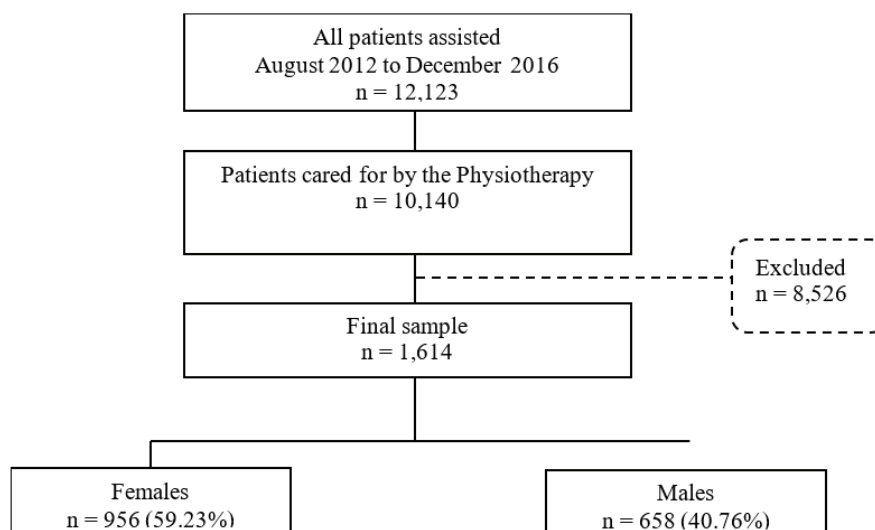 All patients assisted
August 2012 to December 2016
n = 12,123
Patients cared for by the Physiotherapy
n = 10,140
Excluded
n = 8,526
Final sample
n = 1,614
Females
n = 956 (59.23%)
Males
n = 658 (40.76%)